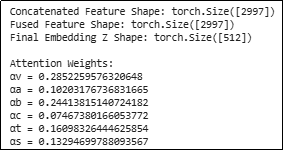 Concatenated Feature Shape: torch.Size([2997])
Fused Feature Shape: torch.Size([2997])
Final Embedding Z Shape: torch.Size([512])

Attention Weights:
αv = 0.2852259576320648
αa = 0.10203176736831665
αb = 0.24413815140724182
αc = 0.07467380166053772
αt = 0.16098326444625854
αs = 0.13294699788093567